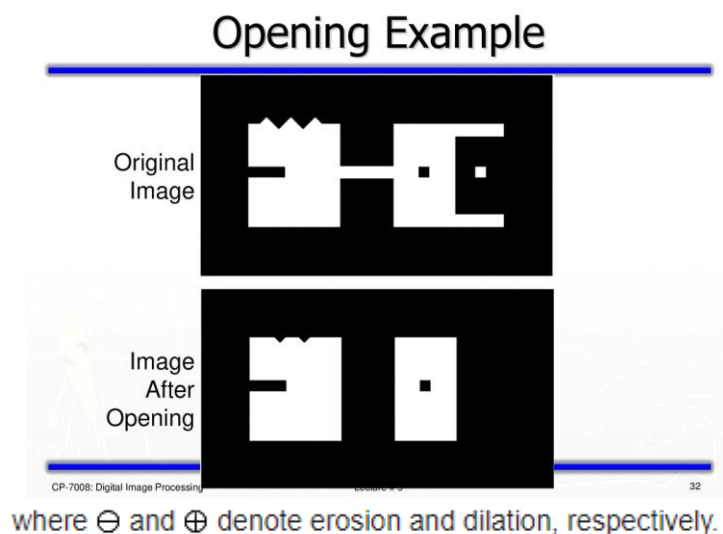 Opening Example
Original
Image
Image
After
Opening
CP-7008: Digital Image Processing
32
where ⊖ and ⊕ denote erosion and dilation, respectively.